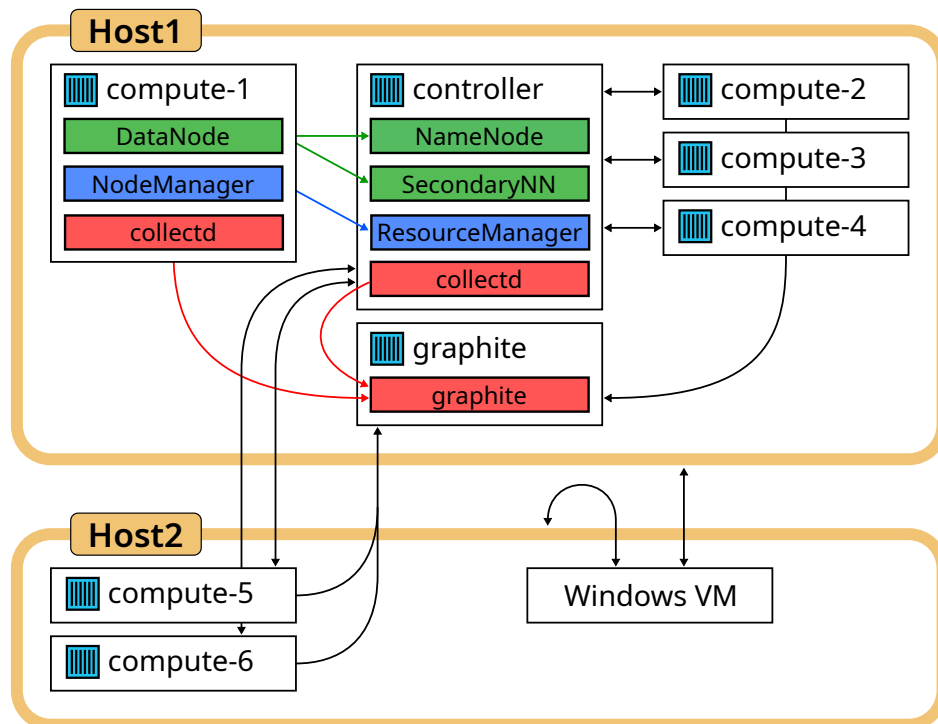 Host1
compute-1
DataNode
NodeManager
collectd
controller
NameNode
SecondaryNN
ResourceManager
collectd
graphite
graphite
compute-2
compute-3
compute-4
Host2
compute-5
compute-6
Windows VM